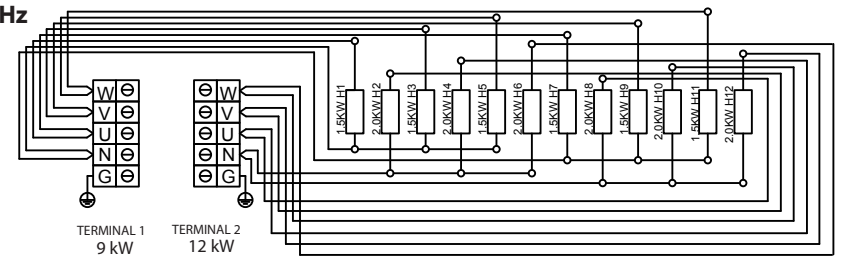 Hz
1.5KW H1
2.0KW H2
1.5KW H3
2.0KW H4
1.5KW H5
2.0KW H6
1.5KW H7
2.0KW H8
1.5KW H9
2.0KW H10
1.5KW H11
2.0KW H12
W
V
U
N
G
W
V
U
N
G
TERMINAL 1
9 kW
TERMINAL 2
12 kW